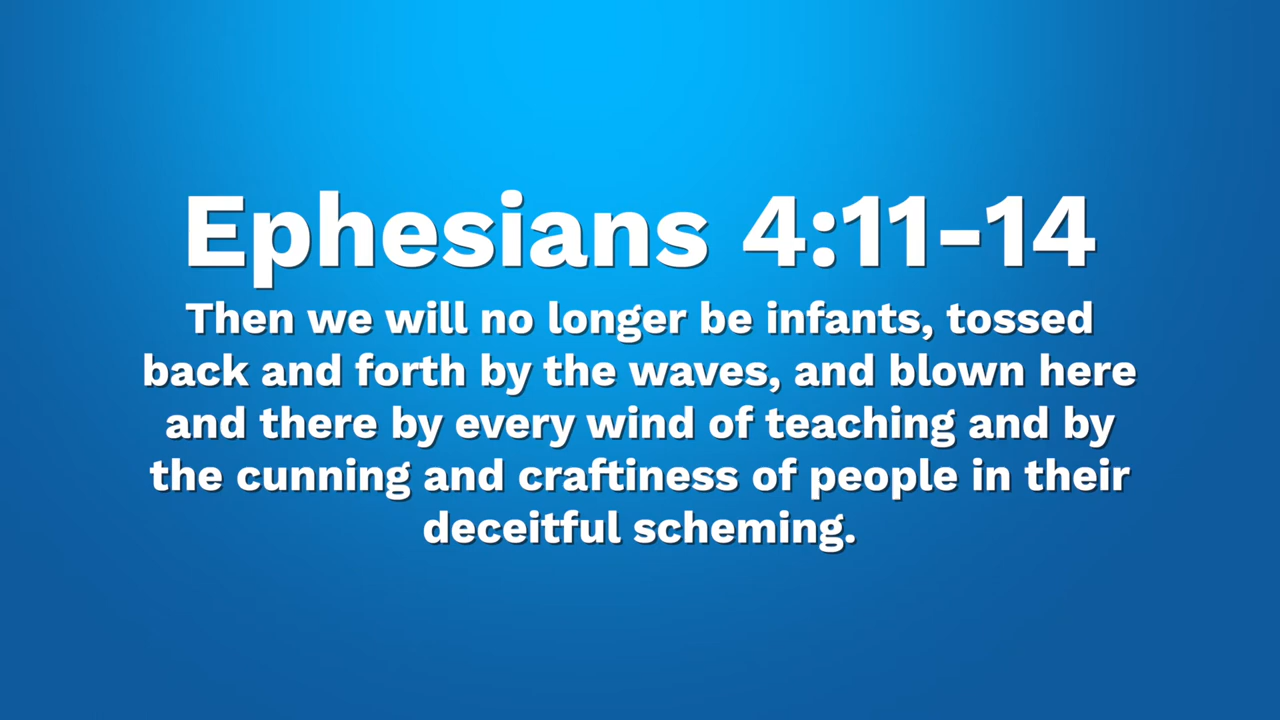 Ephesians 4:11-14
Then we will no longer be infants, tossed
back and forth by the waves, and blown here
and there by every wind of teaching and by
the cunning and craftiness of people in their
deceitful scheming.